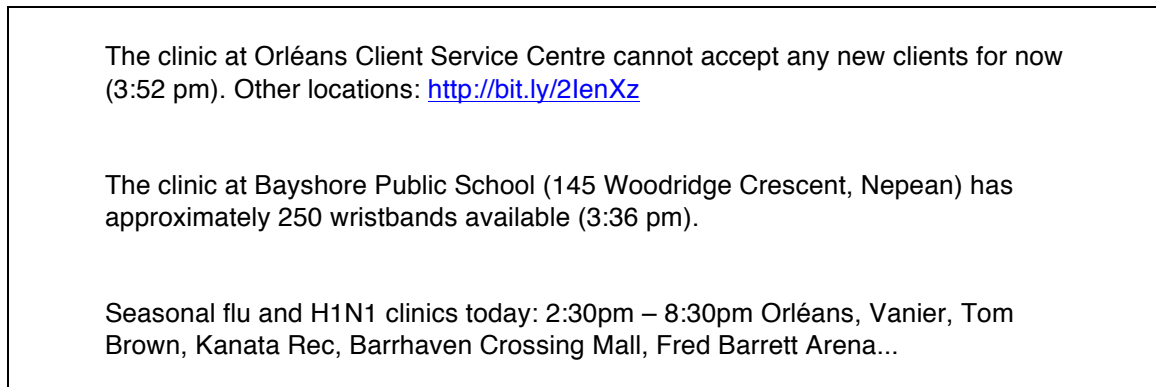 The clinic at Orléans Client Service Centre cannot accept any new clients for now
(3:52 pm). Other locations: http://bit.ly/2IenXz
The clinic at Bayshore Public School (145 Woodridge Crescent, Nepean) has
approximately 250 wristbands available (3:36 pm).
Seasonal flu and H1N1 clinics today: 2:30pm – 8:30pm Orléans, Vanier, Tom
Brown, Kanata Rec, Barrhaven Crossing Mall, Fred Barrett Arena...